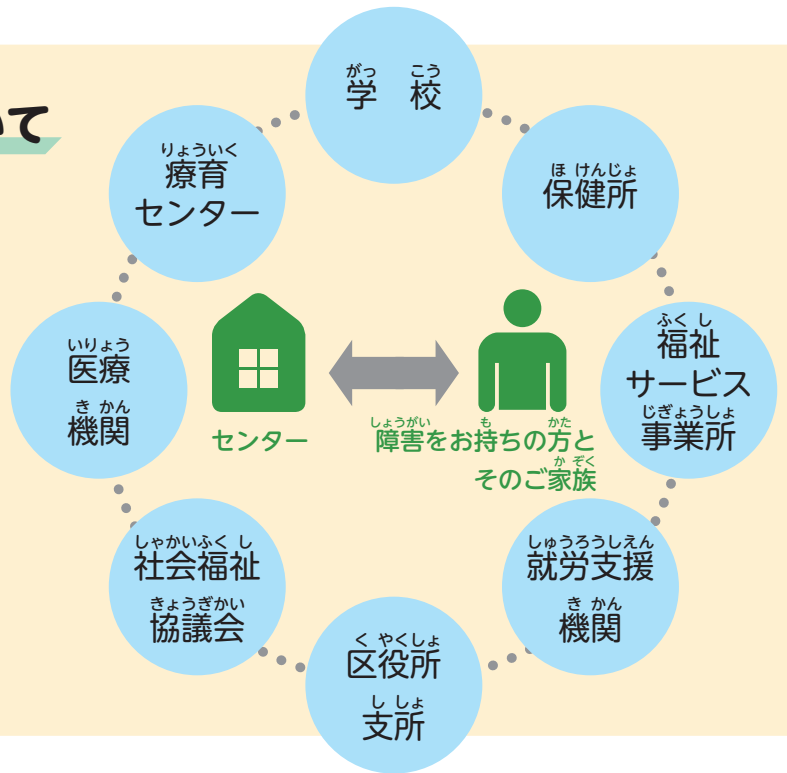 いて
がっ こう
学 校
りょういく
療育
センター
ほ けんじょ
保健所
いりょう
医療
き かん
機関
センター
しょうがい も かた
障害をお持ちの方と
か ぞく
そのご家族
ふく し
福祉
サービス
じぎょうしょ
事業所
しゃかいふく し
社会福祉
きょうぎかい
協議会
しゅうろうしえん
就労支援
き かん
機関
く やくしょ
区役所
し しょ
支所